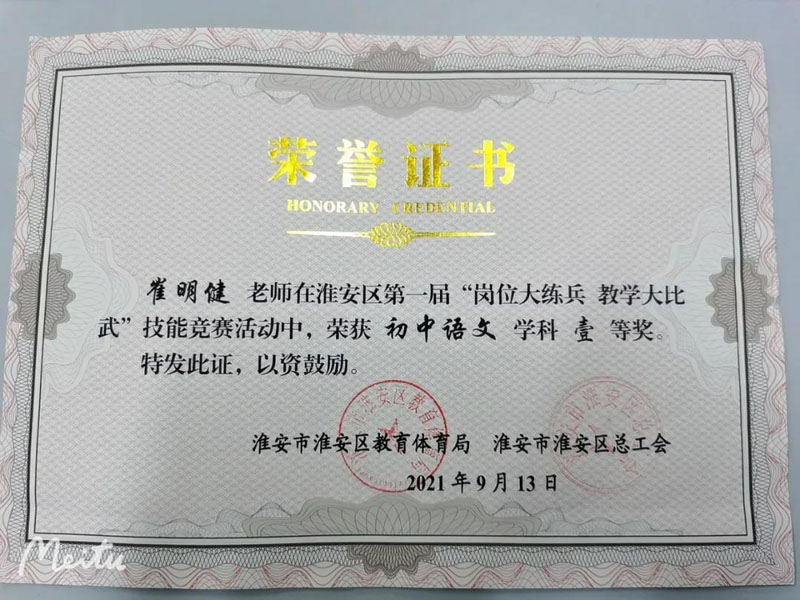 荣誉证书
HONORARY CREDENTIAL
崔明健 老师在淮安区第一届“岗位大练兵 教学大比
武”技能竞赛活动中，荣获 初中语文 学科 壹 等奖。
特发此证，以资鼓励。
淮安市淮安区教育体育局 淮安市淮安区总工会
2021年9月13日
Meitu